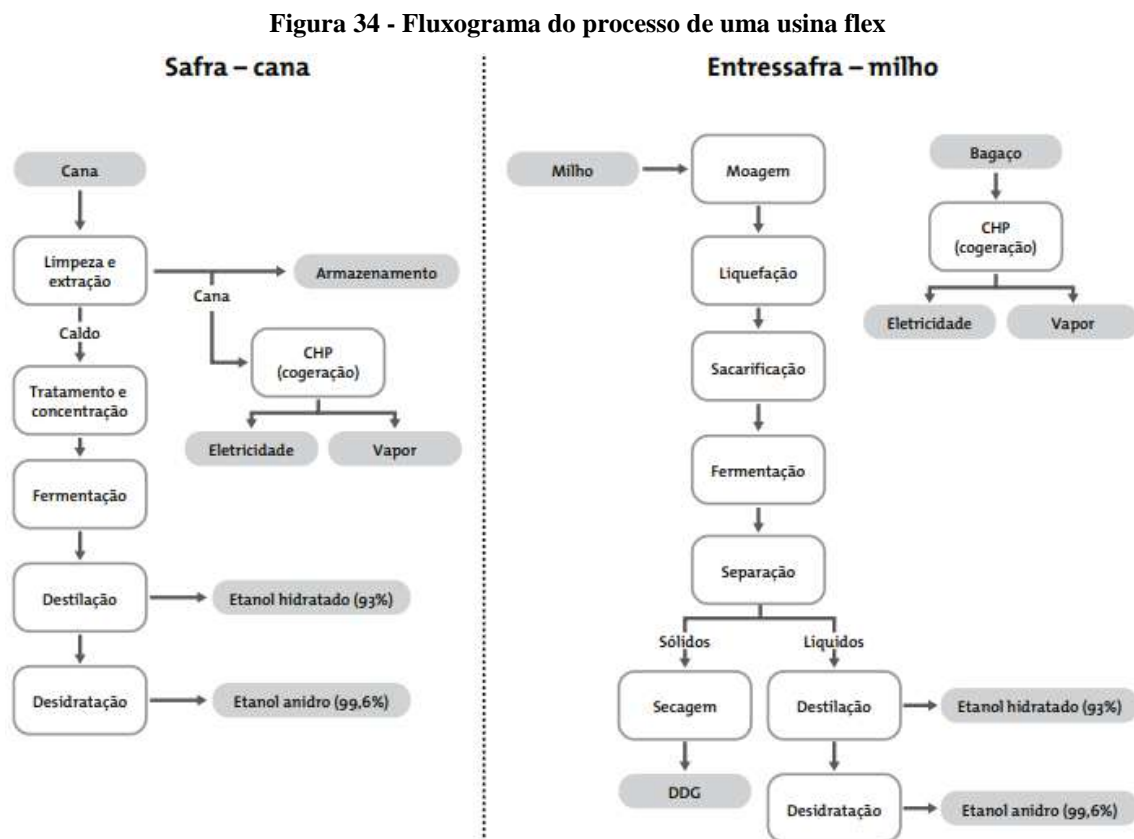 Figura 34 - Fluxograma do processo de uma usina flex
Safra – cana
Cana
Limpeza e
extração
Armazenamento
Cana
Caldo
CHP
(cogeração)
Tratamento e
concentração
Eletricidade
Vapor
Fermentação
Destilação
Etanol hidratado (93%)
Desidratação
Etanol anidro (99,6%)
Entressafra – milho
Milho
Moagem
Bagaço
CHP
(cogeração)
Liquefação
Eletricidade
Vapor
Sacarificação
Fermentação
Separação
Sólidos
Líquidos
Secagem
Destilação
Etanol hidratado (93%)
DDG
Desidratação
Etanol anidro (99,6%)